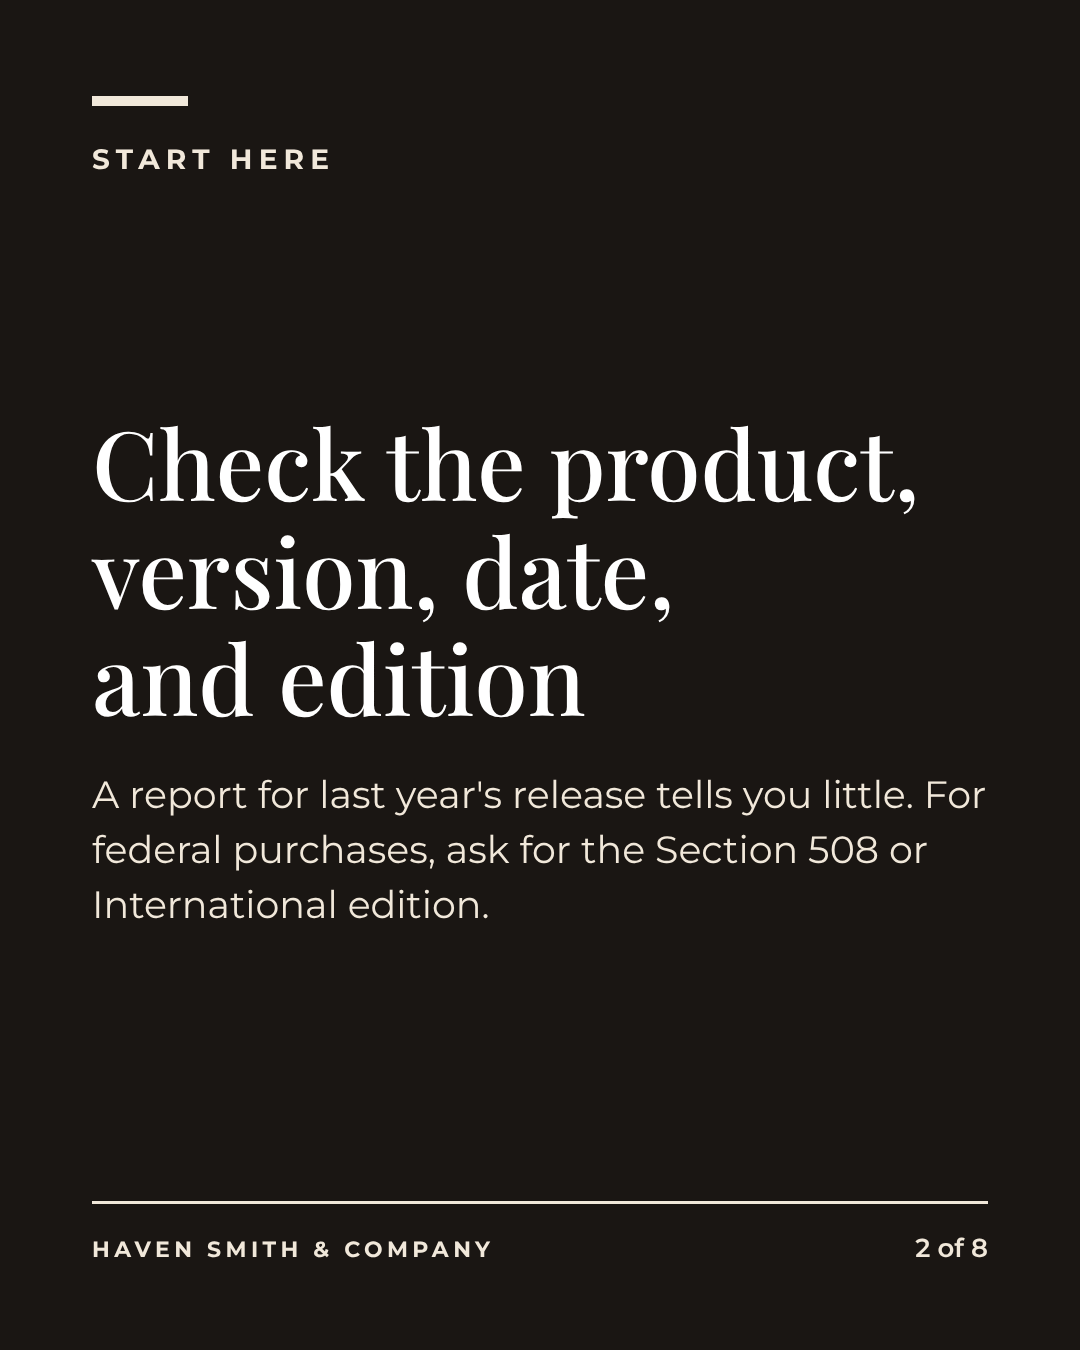 START HERE
Check the product,
version, date,
and edition
A report for last year's release tells you little. For
federal purchases, ask for the Section 508 or
International edition.
HAVEN SMITH & COMPANY
2 of 8